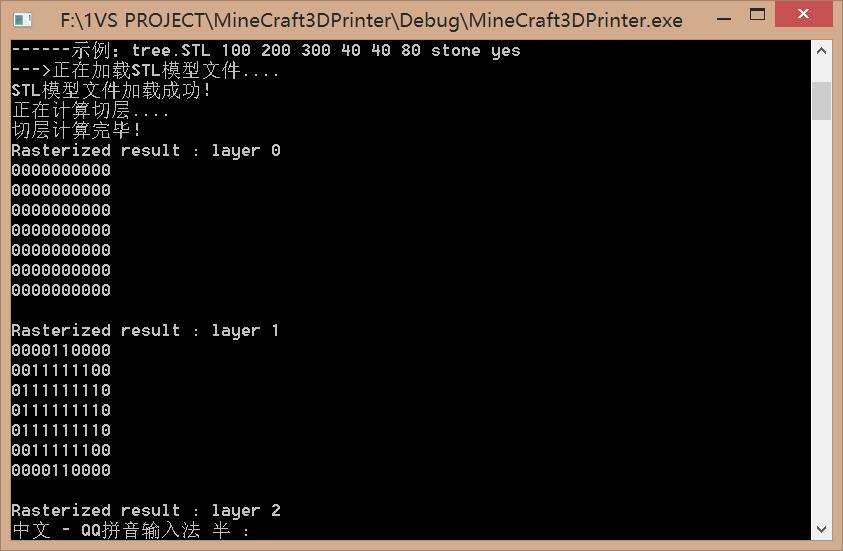 F:\1VS PROJECT\MineCraft3DPrinter\Debug\MineCraft3DPrinter.exe
------示例：tree.STL 100 200 300 40 40 80 stone yes
--->正在加载STL模型文件....
STL模型文件加载成功!
正在计算切层....
切层计算完毕!
Rasterized result : layer 0
0000000000
0000000000
0000000000
0000000000
0000000000
0000000000
0000000000
Rasterized result : layer 1
0000110000
0011111100
0111111110
0111111110
0111111110
0011111100
0000110000
Rasterized result : layer 2
中文 - QQ拼音输入法 半 :